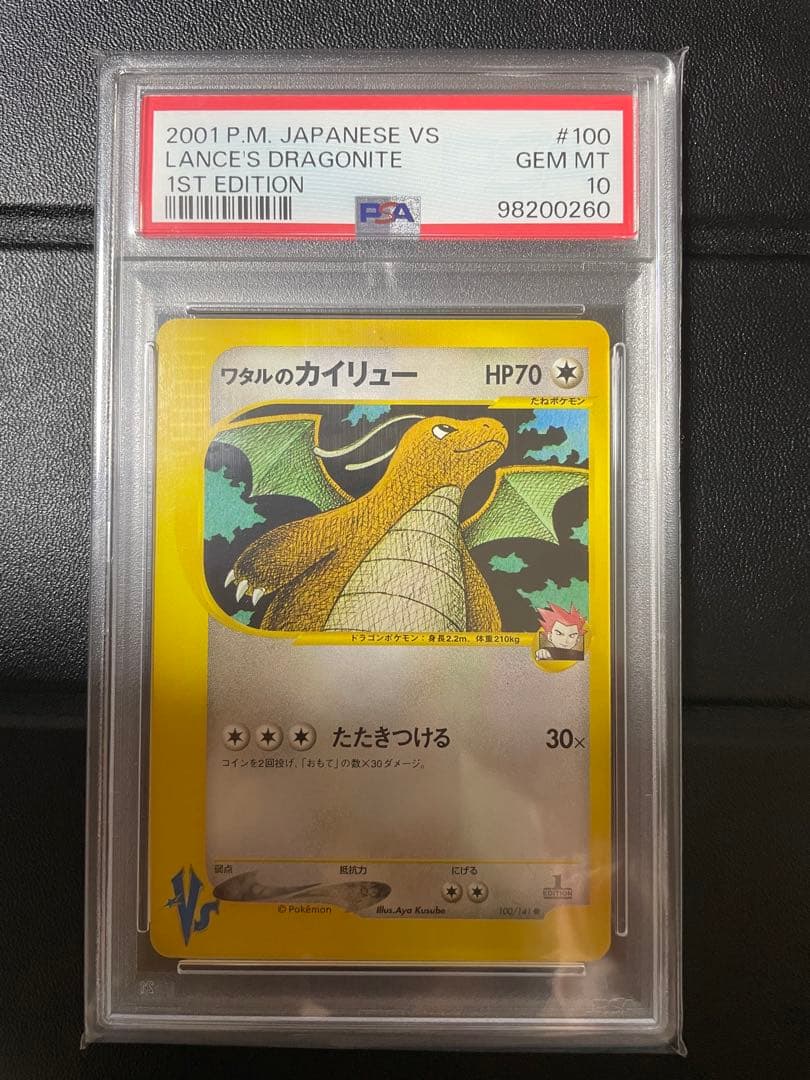 2001 P.M. JAPANESE VS #100
LANCE'S DRAGONITE GEM MT
1ST EDITION 10
PSA 98200260
ワタルのカイリュー HP70
たねポケモン
ドラゴンポケモン：身長2.2m、体重210kg
たたきつける 30×
コインを2回投げ、「おもて」の数×30ダメージ。
弱点 抵抗力 にげる
1
EDITION
VS
© Pokémon Illus.Aya Kusube 100/141